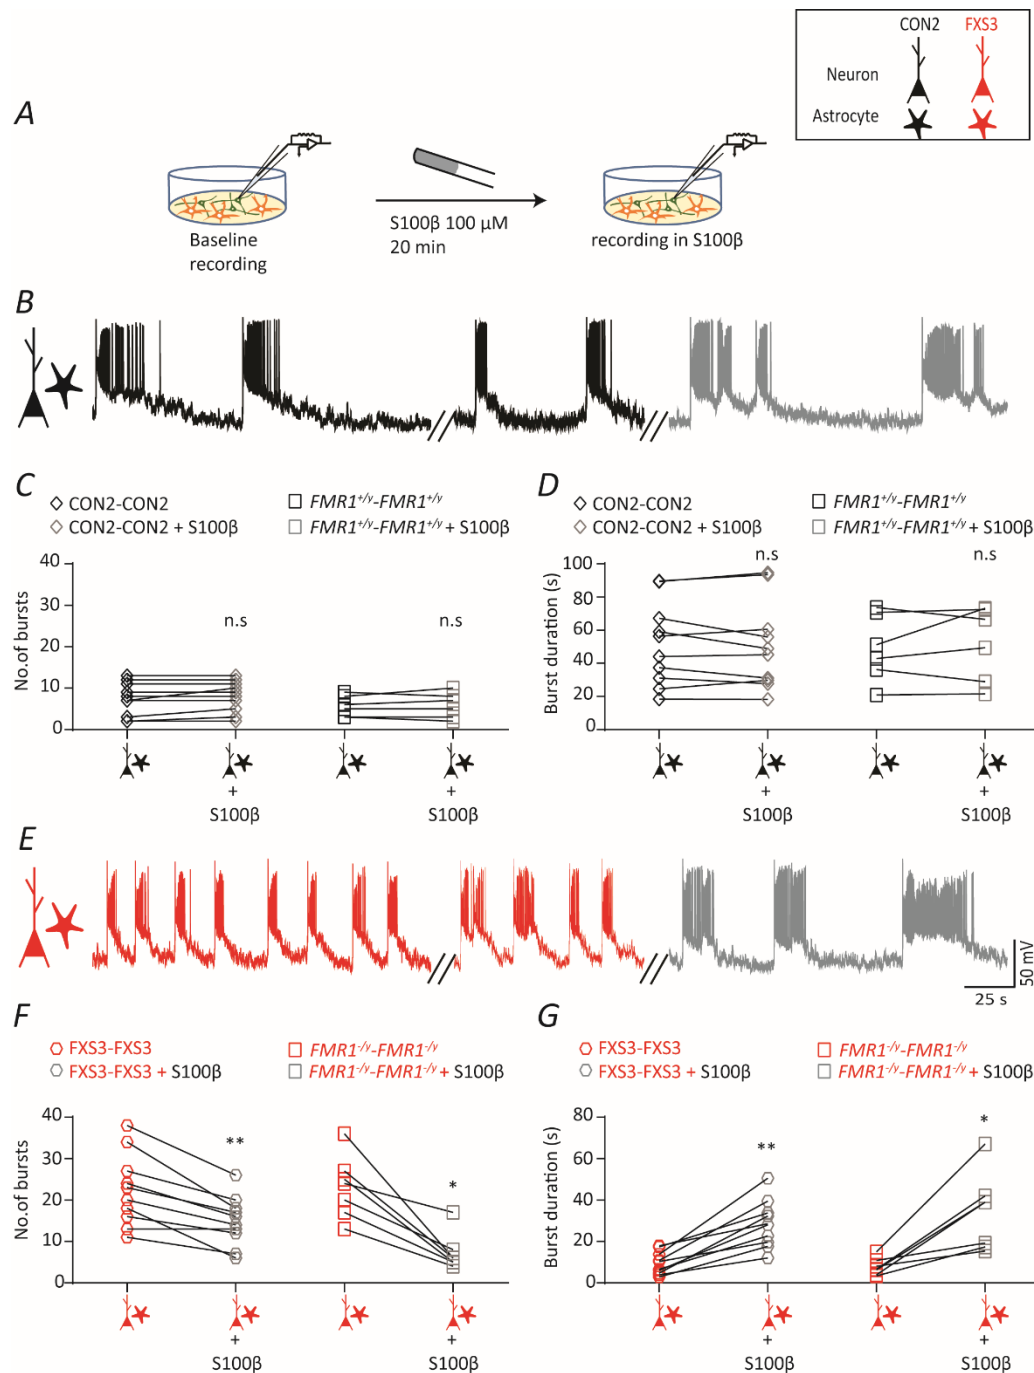 CON2 FXS3
Neuron
Astrocyte
A
Baseline
recording
S100β 100 μM
20 min
recording in S100β
B
C
CON2-CON2
CON2-CON2 + S100β
FMR1+/y-FMR1+/y
FMR1+/y-FMR1+/y + S100β
No.of bursts
40
30
20
10
0
n.s
n.s
+
S100β
+
S100β
D
CON2-CON2
CON2-CON2 + S100β
FMR1+/y-FMR1+/y
FMR1+/y-FMR1+/y + S100β
Burst duration (s)
100
80
60
40
20
0
n.s
n.s
+
S100β
+
S100β
E
50 mV
25 s
F
FXS3-FXS3
FXS3-FXS3 + S100β
FMR1-/y-FMR1-/y
FMR1-/y-FMR1-/y + S100β
No.of bursts
40
30
20
10
0
**
*
+
S100β
+
S100β
G
FXS3-FXS3
FXS3-FXS3 + S100β
FMR1-/y-FMR1-/y
FMR1-/y-FMR1-/y + S100β
Burst duration (s)
80
60
40
20
0
**
*
+
S100β
+
S100β